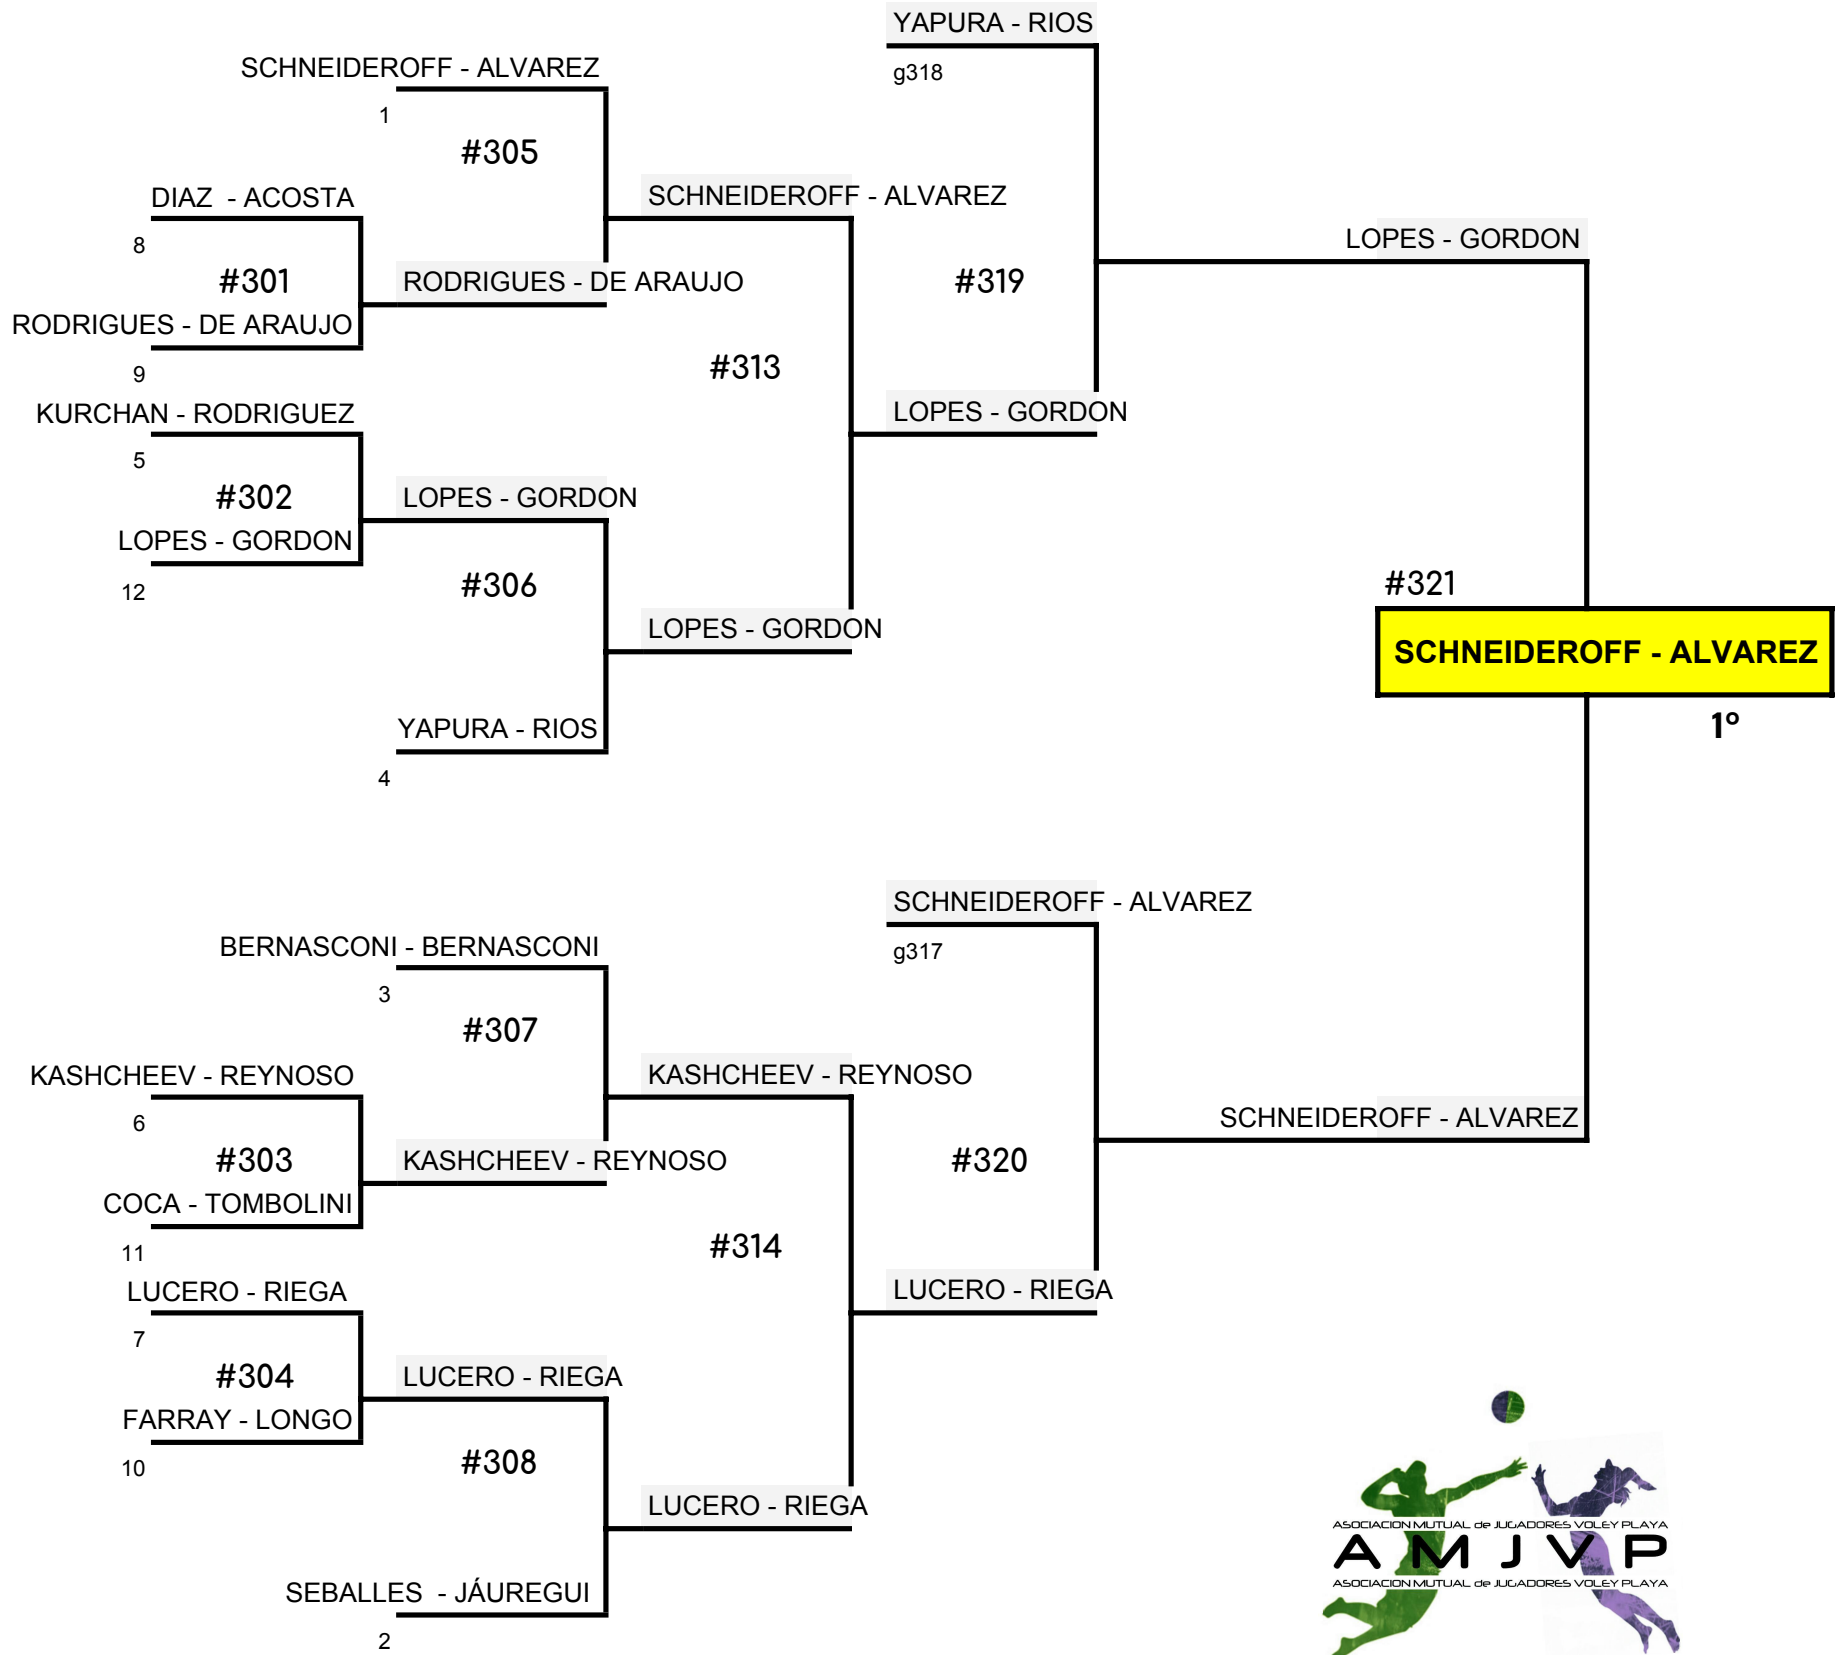 YAPURA - RIOS
g318
SCHNEIDEROFF - ALVAREZ
1
#305
DIAZ - ACOSTA
8
#301
RODRIGUES - DE ARAUJO
9
SCHNEIDEROFF - ALVAREZ
RODRIGUES - DE ARAUJO
#319
LOPES - GORDON
#313
KURCHAN - RODRIGUEZ
5
#302
LOPES - GORDON
12
LOPES - GORDON
LOPES - GORDON
#306
LOPES - GORDON
YAPURA - RIOS
4
#321
SCHNEIDEROFF - ALVAREZ
1º
SCHNEIDEROFF - ALVAREZ
g317
BERNASCONI - BERNASCONI
3
#307
KASHCHEEV - REYNOSO
6
#303
COCA - TOMBOLINI
11
KASHCHEEV - REYNOSO
KASHCHEEV - REYNOSO
#320
SCHNEIDEROFF - ALVAREZ
#314
LUCERO - RIEGA
7
#304
FARRAY - LONGO
10
LUCERO - RIEGA
LUCERO - RIEGA
#308
LUCERO - RIEGA
SEBALLES - JÁUREGUI
2
ASOCIACION MUTUAL de JUGADORES VOLEY PLAYA
AMJVP
ASOCIACION MUTUAL de JUGADORES VOLEY PLAYA